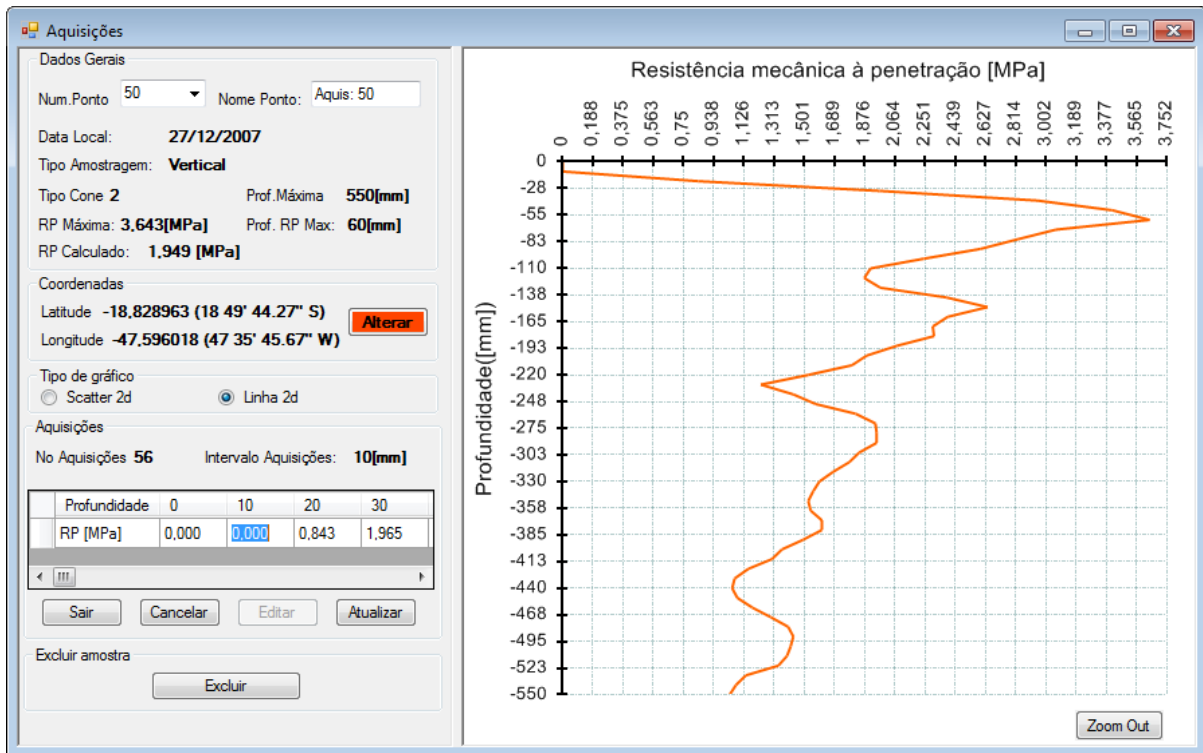 Aquisições
Dados Gerais
Num.Ponto 50 Nome Ponto: Aquis: 50
Data Local: 27/12/2007
Tipo Amostragem: Vertical
Tipo Cone 2 Prof.Máxima 550[mm]
RP Máxima: 3,643[MPa] Prof. RP Max: 60[mm]
RP Calculado: 1,949 [MPa]
Coordenadas
Latitude -18,828963 (18 49' 44.27" S)
Alterar
Longitude -47,596018 (47 35' 45.67" W)
Tipo de gráfico
Scatter 2d Linha 2d
Aquisições
No Aquisições 56 Intervalo Aquisições: 10[mm]
Profundidade 0 10 20 30
RP [MPa] 0,000 0,000 0,843 1,965
Sair Cancelar Editar Atualizar
Excluir amostra
Excluir
Resistência mecânica à penetração [MPa]
0 0,188 0,375 0,563 0,75 0,938 1,126 1,313 1,501 1,689 1,876 2,064 2,251 2,439 2,627 2,814 3,002 3,189 3,377 3,565 3,752
Profundidade([mm])
0
-28
-55
-83
-110
-138
-165
-193
-220
-248
-275
-303
-330
-358
-385
-413
-440
-468
-495
-523
-550
Zoom Out